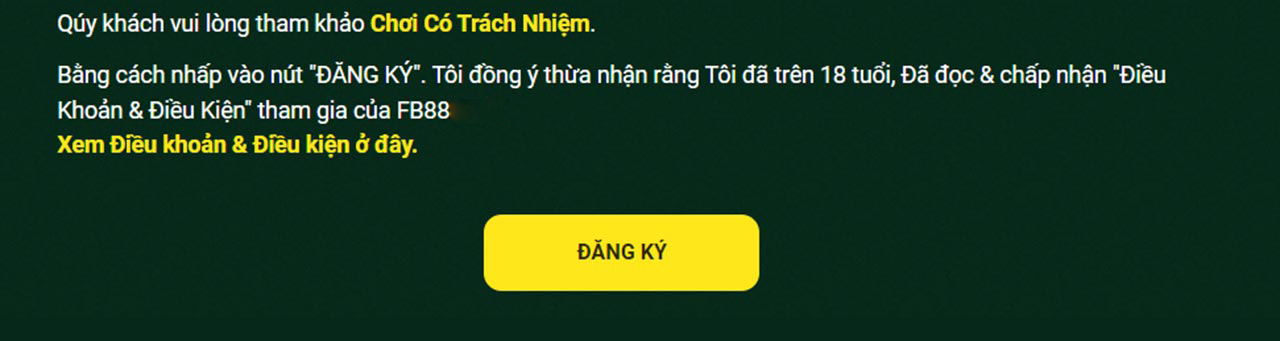 Qúy khách vui lòng tham khảo Chơi Có Trách Nhiệm.
Bằng cách nhấp vào nút "ĐĂNG KÝ". Tôi đồng ý thừa nhận rằng Tôi đã trên 18 tuổi, Đã đọc & chấp nhận "Điều
Khoản & Điều Kiện" tham gia của FB88
Xem Điều khoản & Điều kiện ở đây.
ĐĂNG KÝ